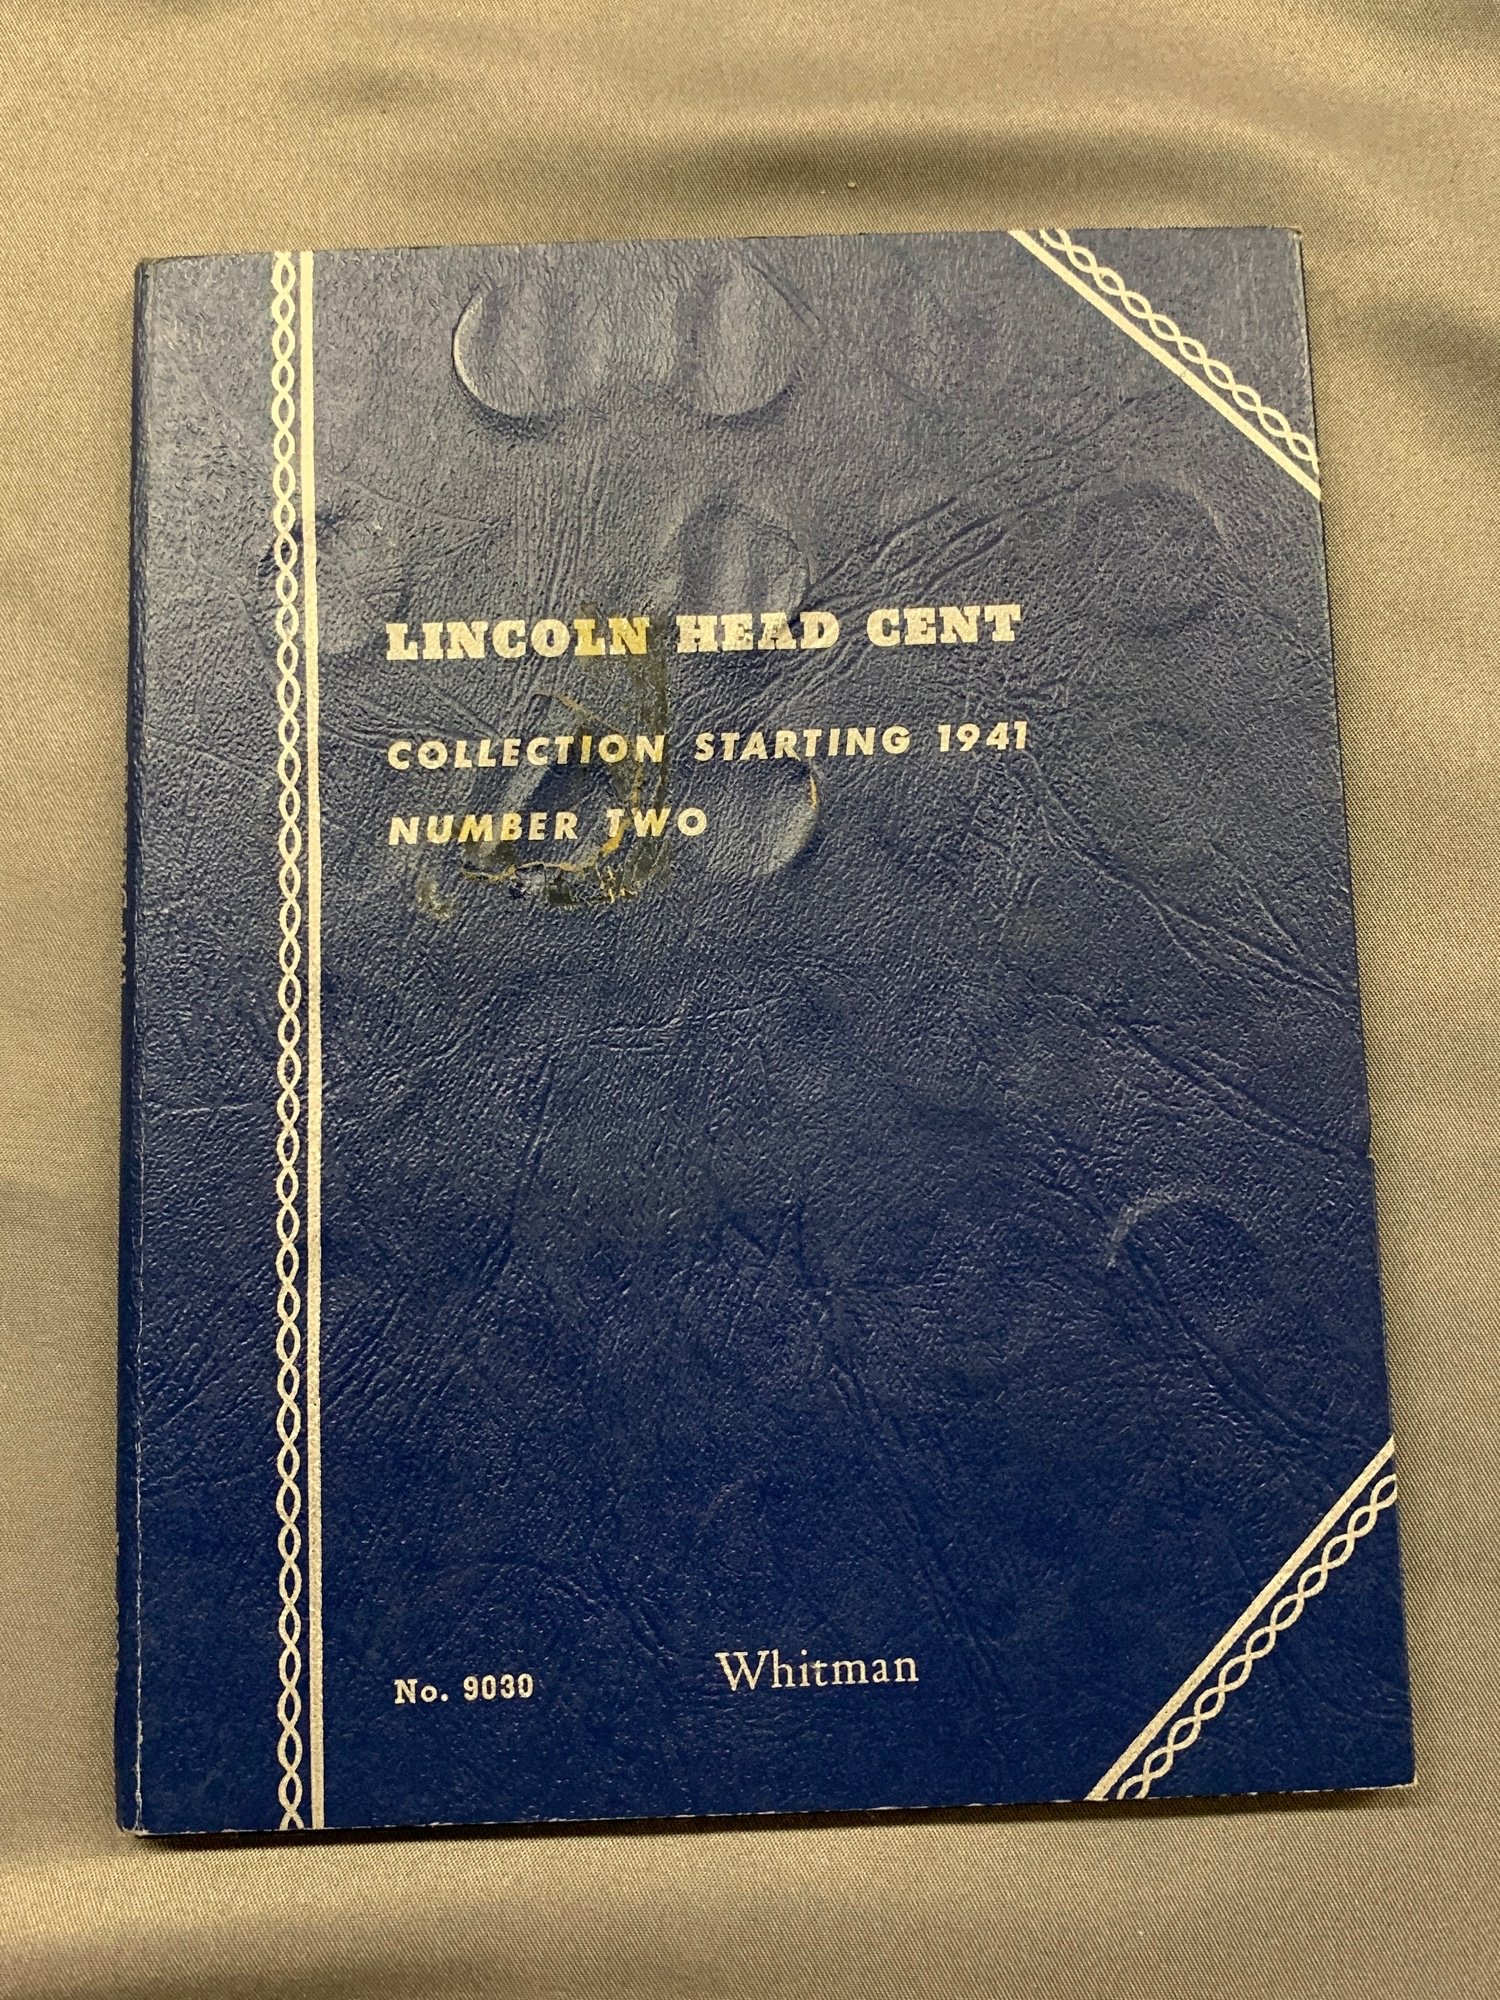 LINCOLN HEAD CENT
COLLECTION STARTING 1941
NUMBER TWO
No. 9030
Whitman